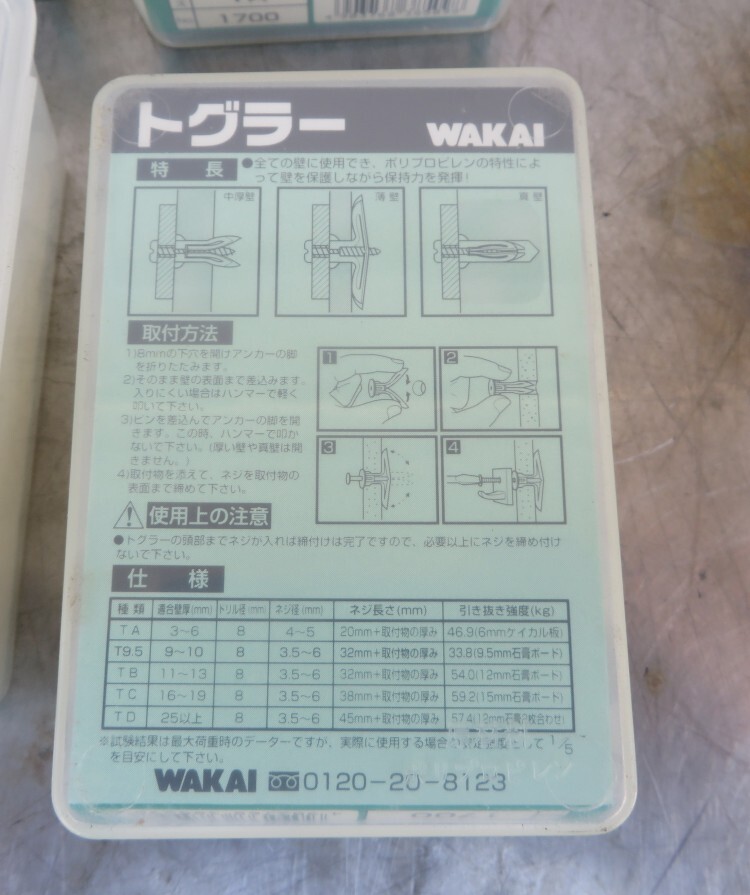 1700
トグラー WAKAI
特長 ●全ての壁に使用でき、ポリプロピレンの特性によ
って壁を保護しながら保持力を発揮!
中厚壁 薄壁 真壁
取付方法
1)8mmの下穴を開けアンカーの脚
を折りたたみます。
2)そのまま壁の表面まで差込みます。
入りにくい場合はハンマーで軽く
叩いて下さい。
3)ピンを差込んでアンカーの脚を開
きます。この時、ハンマーで叩か
ないで下さい。(厚い壁や真壁は開
きません。)
4)取付物を添えて、ネジを取付物の
表面まで締めて下さい。
1 2
3 4
使用上の注意
●トグラーの頭部までネジが入れば締付けは完了ですので、必要以上にネジを締め付け
ないで下さい。
仕様
種類 適合壁厚(mm) ドリル径(mm) ネジ径(mm) ネジ長さ(mm) 引き抜き強度(kg)
TA 3~6 8 4~5 20mm+取付物の厚み 46.9(6mmケイカル板)
T9.5 9~10 8 3.5~6 32mm+取付物の厚み 33.8(9.5mm石膏ボード)
TB 11~13 8 3.5~6 32mm+取付物の厚み 54.0(12mm石膏ボード)
TC 16~19 8 3.5~6 38mm+取付物の厚み 59.2(15mm石膏ボード)
TD 25以上 8 3.5~6 45mm+取付物の厚み 57.4(12mm石膏2枚合わせ)
※試験結果は最大荷重時のデーターですが、実際に使用する場合 して1/5
を目安にして下さい。
WAKAI 0120-20-8123